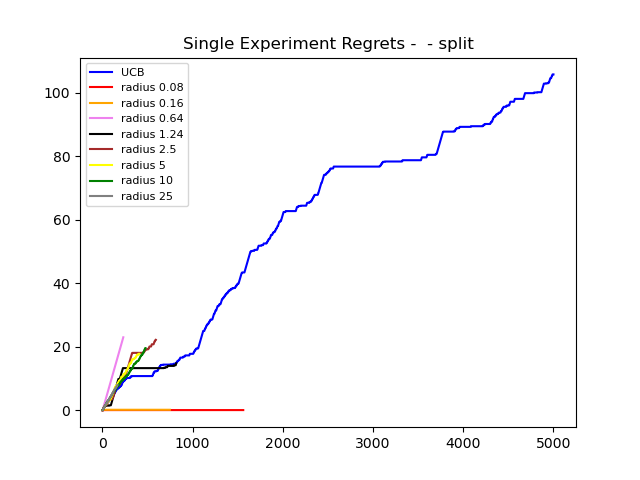 Single Experiment Regrets -  - split
UCB
radius 0.08
radius 0.16
radius 0.64
radius 1.24
radius 2.5
radius 5
radius 10
radius 25
100
80
60
40
20
0
0 1000 2000 3000 4000 5000